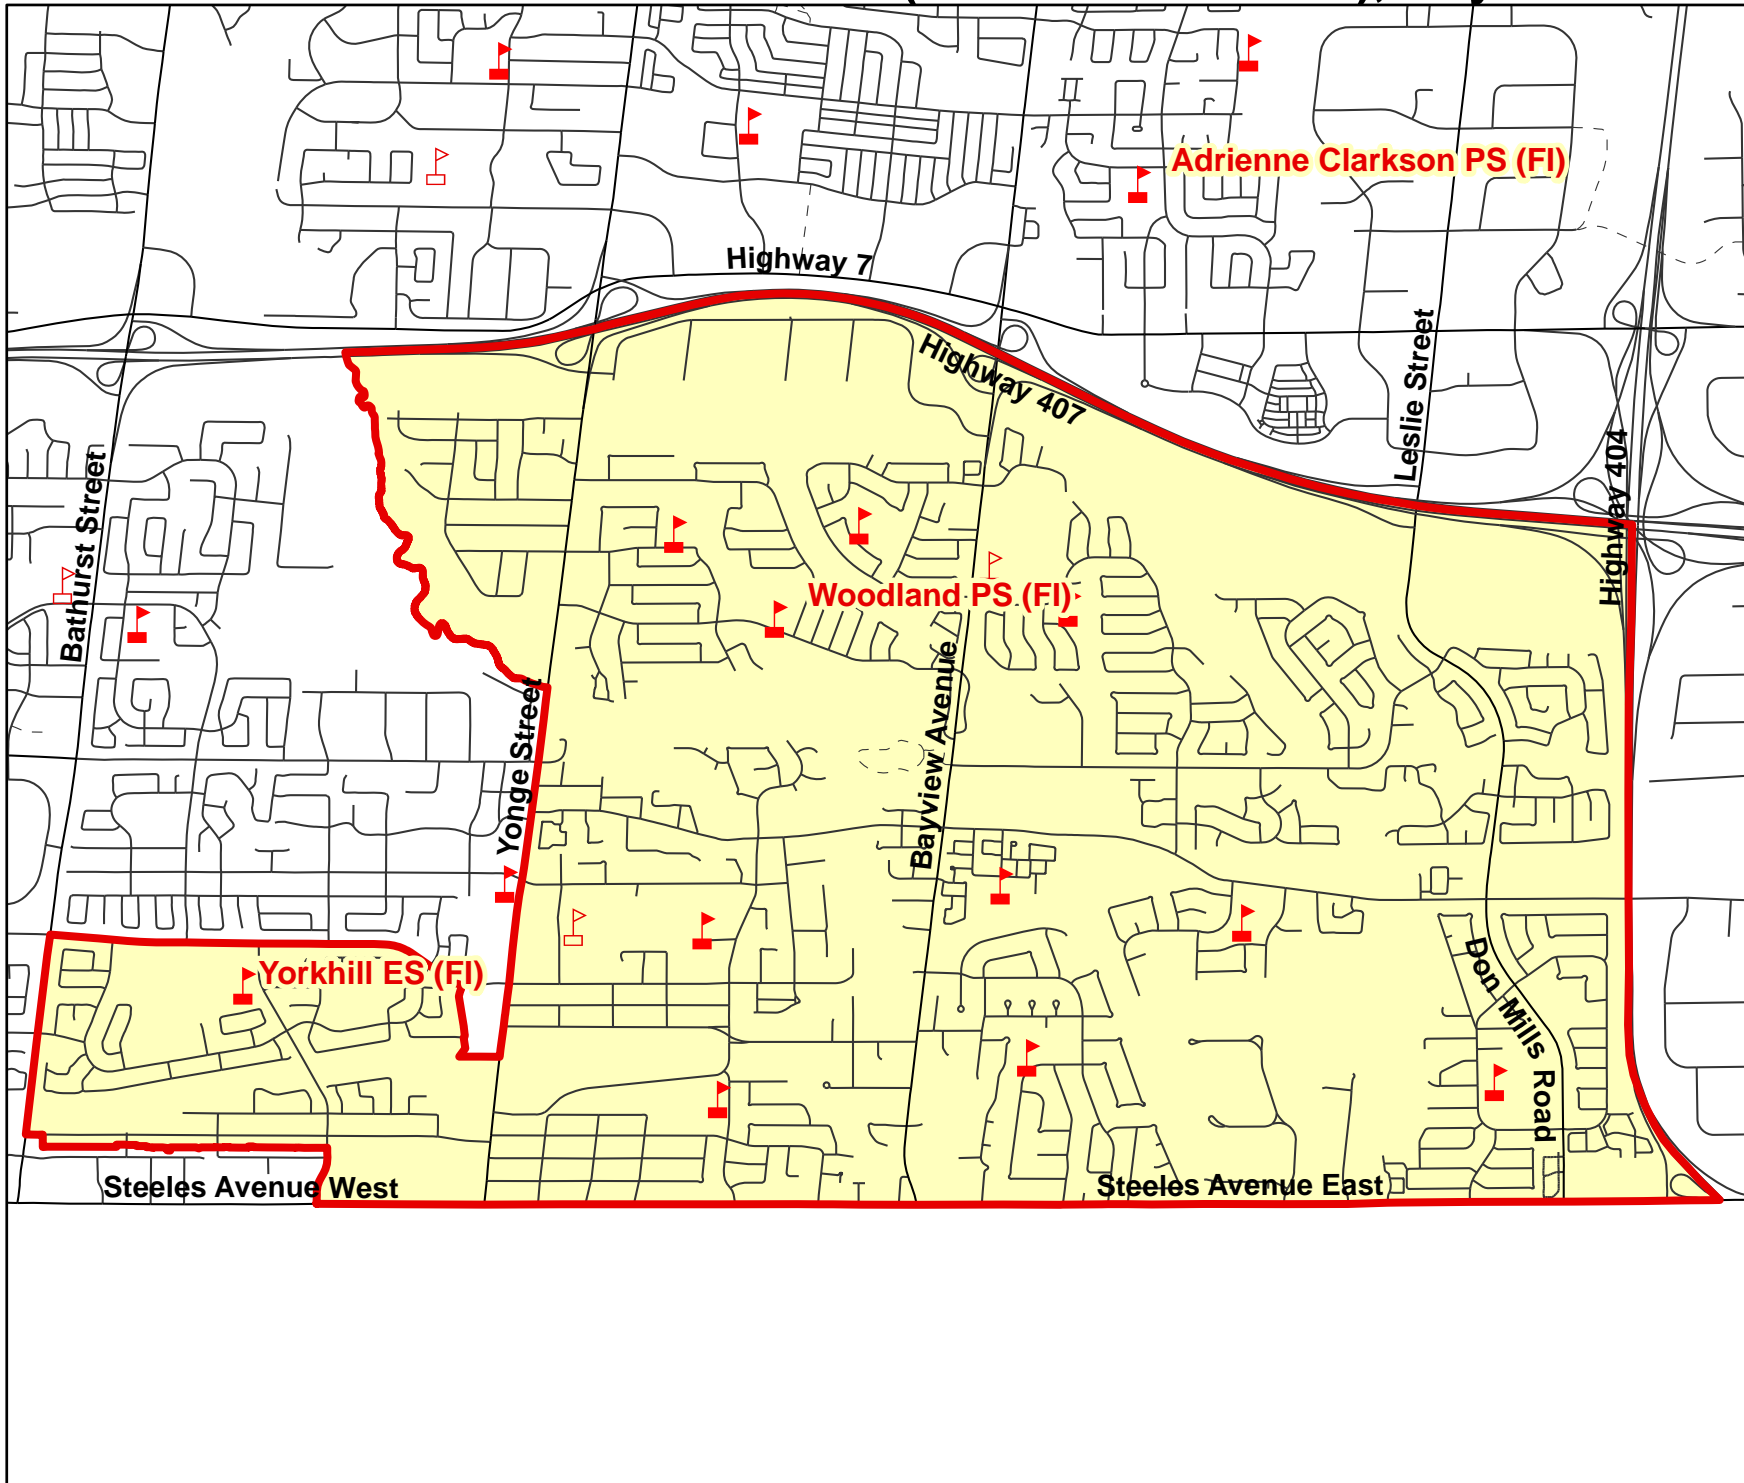 Adrienne Clarkson PS (FI)
Highway 7
Highway 407
Leslie Street
Highway 404
Bathurst Street
Woodland PS (FI)
Yonge Street
Bayview Avenue
Yorkhill ES (FI)
Don Mills Road
Steeles Avenue West
Steeles Avenue East